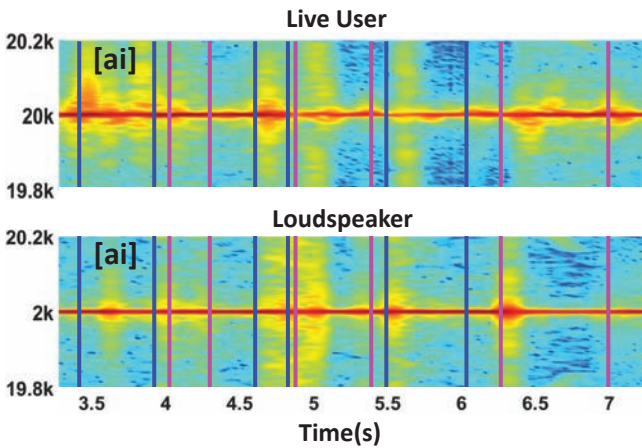 Live User
20.2k
[ai]
20k
19.8k
Loudspeaker
20.2k
[ai]
2k
19.8k
3.5 4 4.5 5 5.5 6 6.5 7
Time(s)